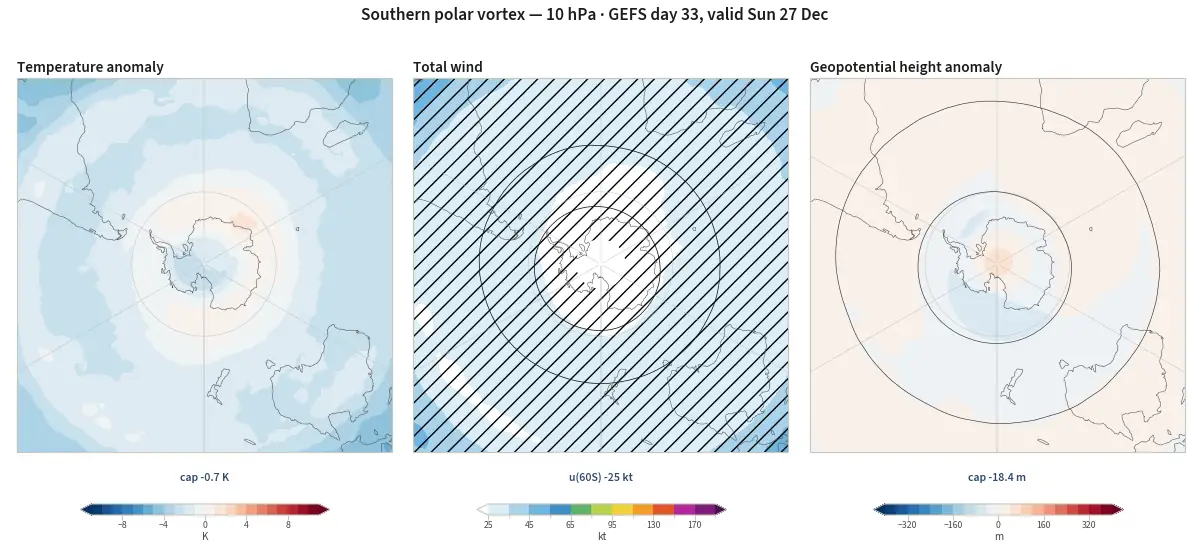 Southern polar vortex — 10 hPa · GEFS day 33, valid Sun 27 Dec
Temperature anomaly
Total wind
Geopotential height anomaly
cap -0.7 K
u(60S) -25 kt
cap -18.4 m
−8 −4 0 4 8
K
25 45 65 95 130 170
kt
−320 −160 0 160 320
m